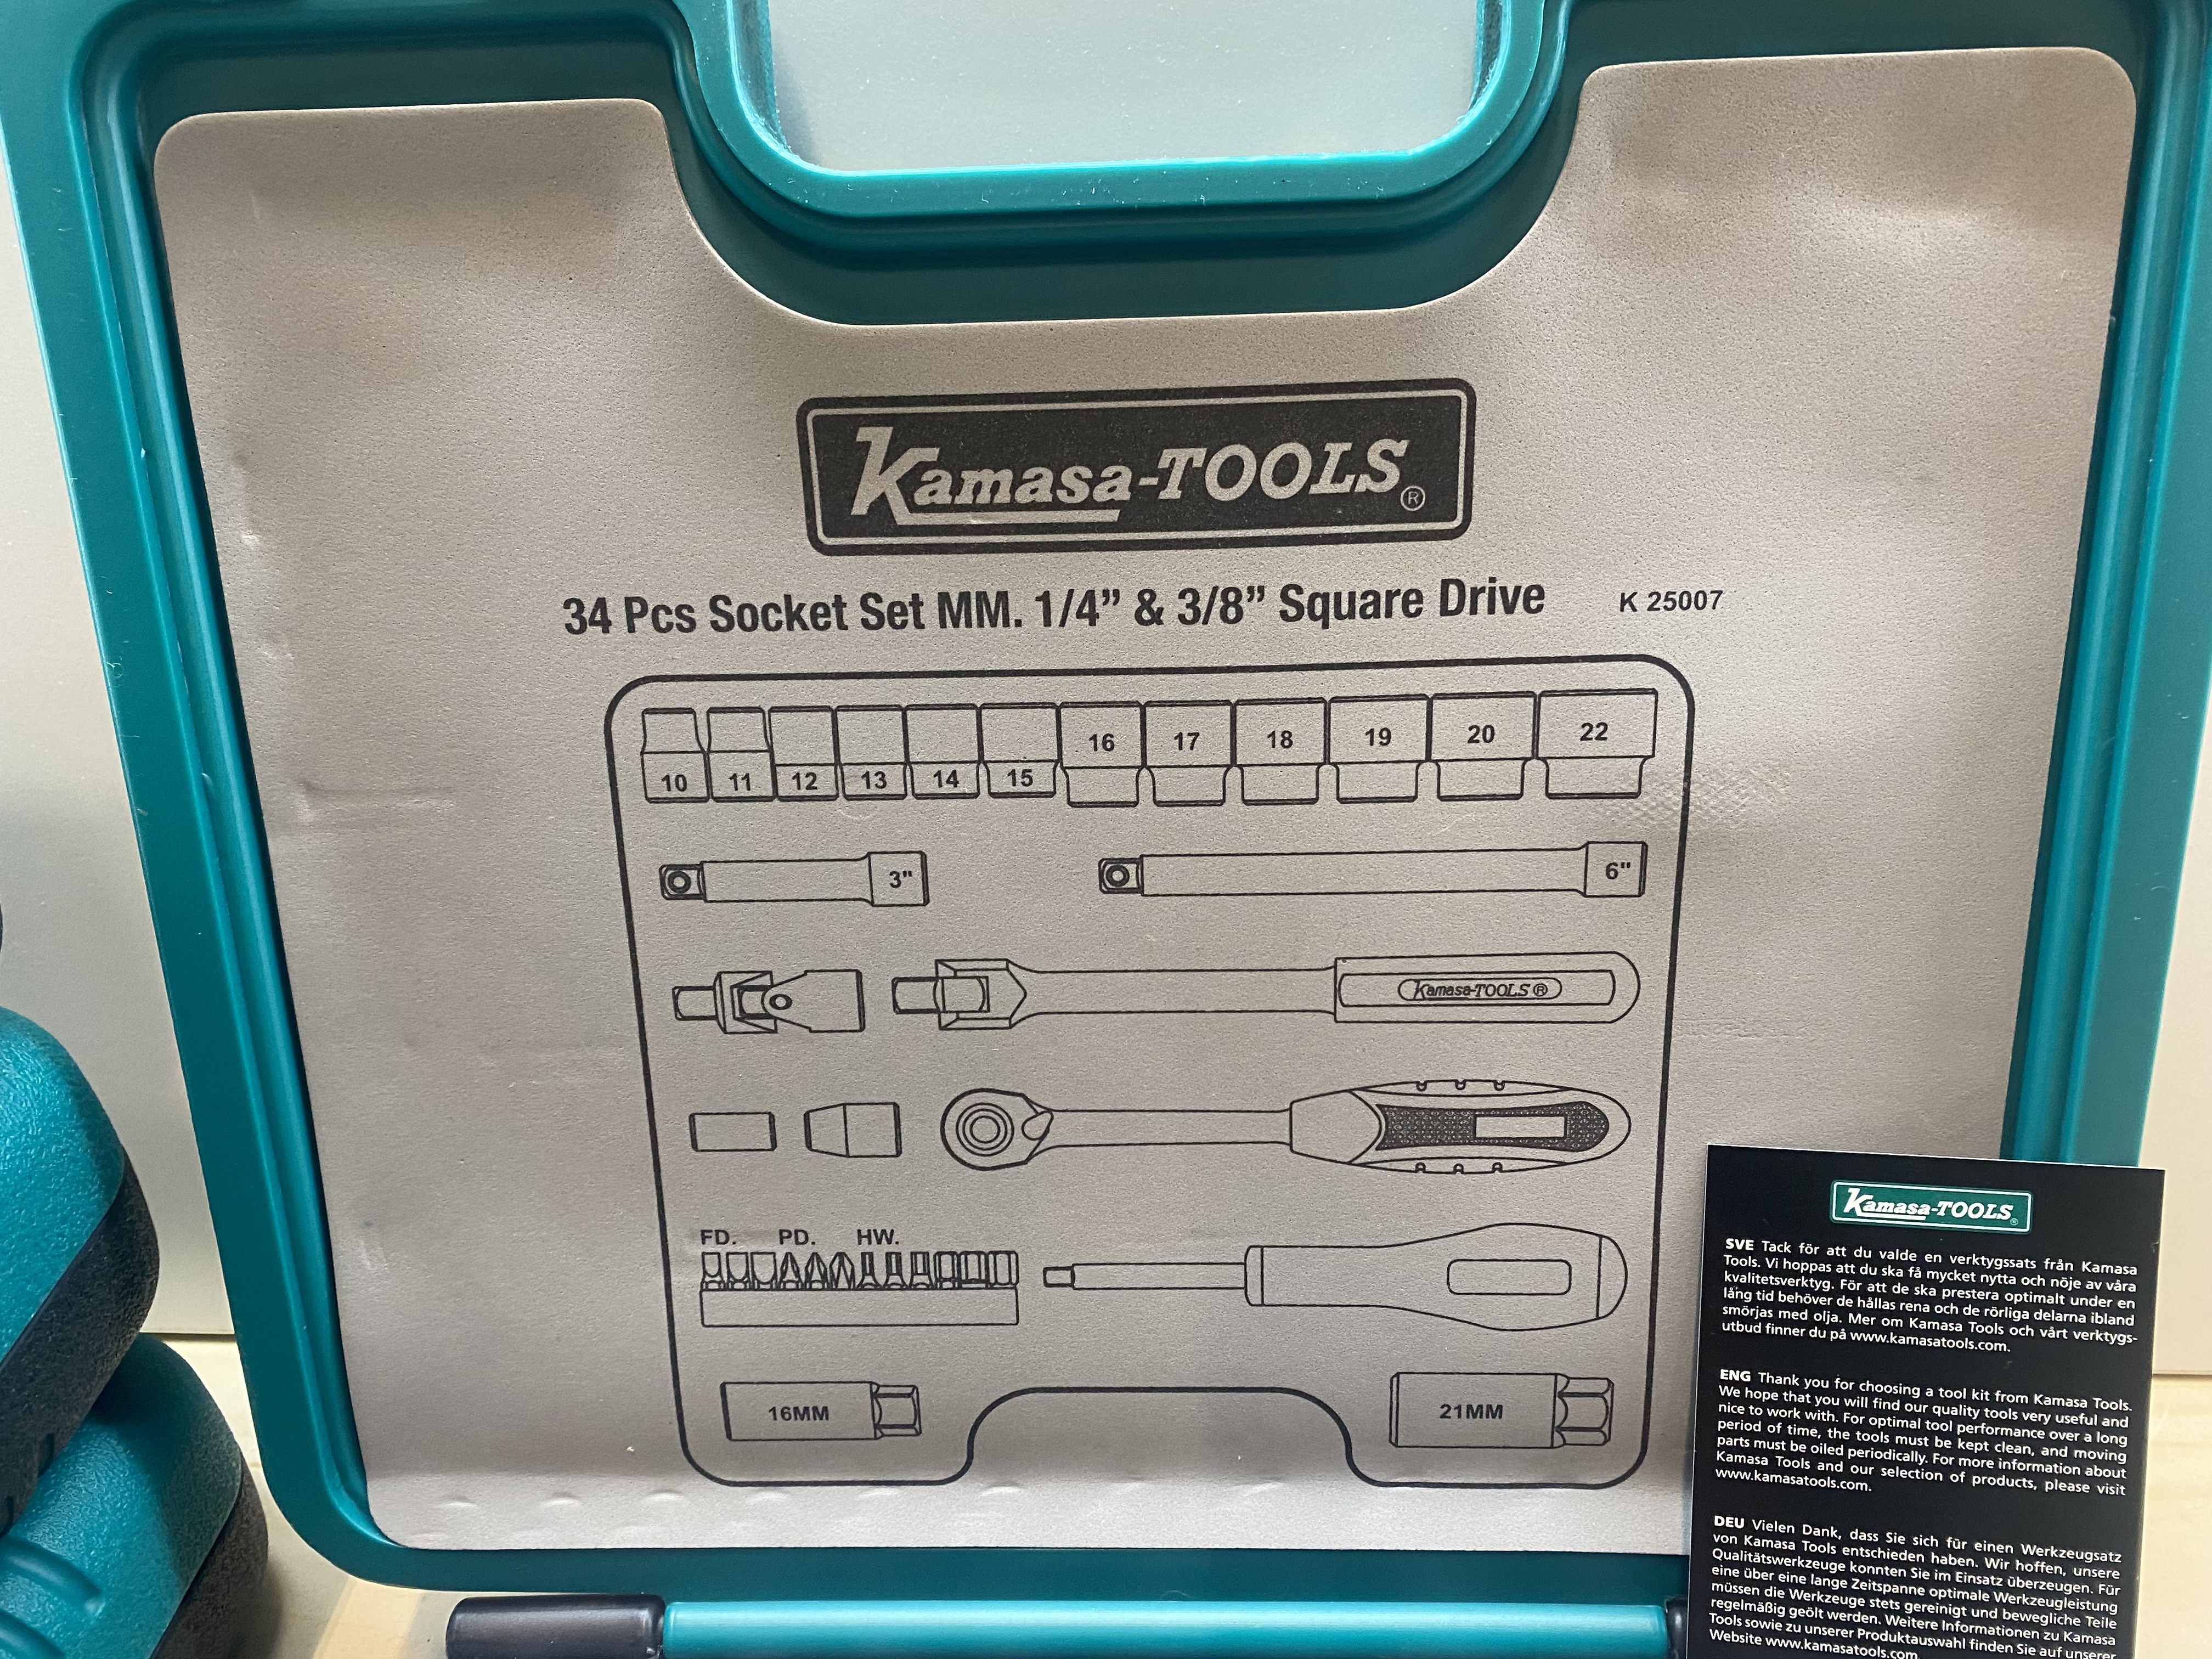 Kamasa-TOOLS®
34 Pcs Socket Set MM. 1/4” & 3/8” Square Drive K 25007
10 11 12 13 14 15 16 17 18 19 20 22
3" 6"
Kamasa-TOOLS®
FD. PD. HW.
16MM 21MM
Kamasa-TOOLS®
SVE Tack för att du valde en verktygssats från Kamasa
Tools. Vi hoppas att du ska få mycket nytta och nöje av våra
kvalitetsverktyg. För att de ska prestera optimalt under en
lång tid behöver de hållas rena och de rörliga delarna ibland
smörjas med olja. Mer om Kamasa Tools och vårt verktygs-
utbud finner du på www.kamasatools.com.
ENG Thank you for choosing a tool kit from Kamasa Tools.
We hope that you will find our quality tools very useful and
nice to work with. For optimal tool performance over a long
period of time, the tools must be kept clean, and moving
parts must be oiled periodically. For more information about
Kamasa Tools and our selection of products, please visit
www.kamasatools.com.
DEU Vielen Dank, dass Sie sich für einen Werkzeugsatz
von Kamasa Tools entschieden haben. Wir hoffen, unsere
Qualitätswerkzeuge konnten Sie im Einsatz überzeugen. Für
eine über eine lange Zeitspanne optimale Werkzeugleistung
müssen die Werkzeuge stets gereinigt und bewegliche Teile
regelmäßig geölt werden. Weitere Informationen zu Kamasa
Tools sowie zu unserer Produktauswahl finden Sie auf unserer
Website www.kamasatools.com